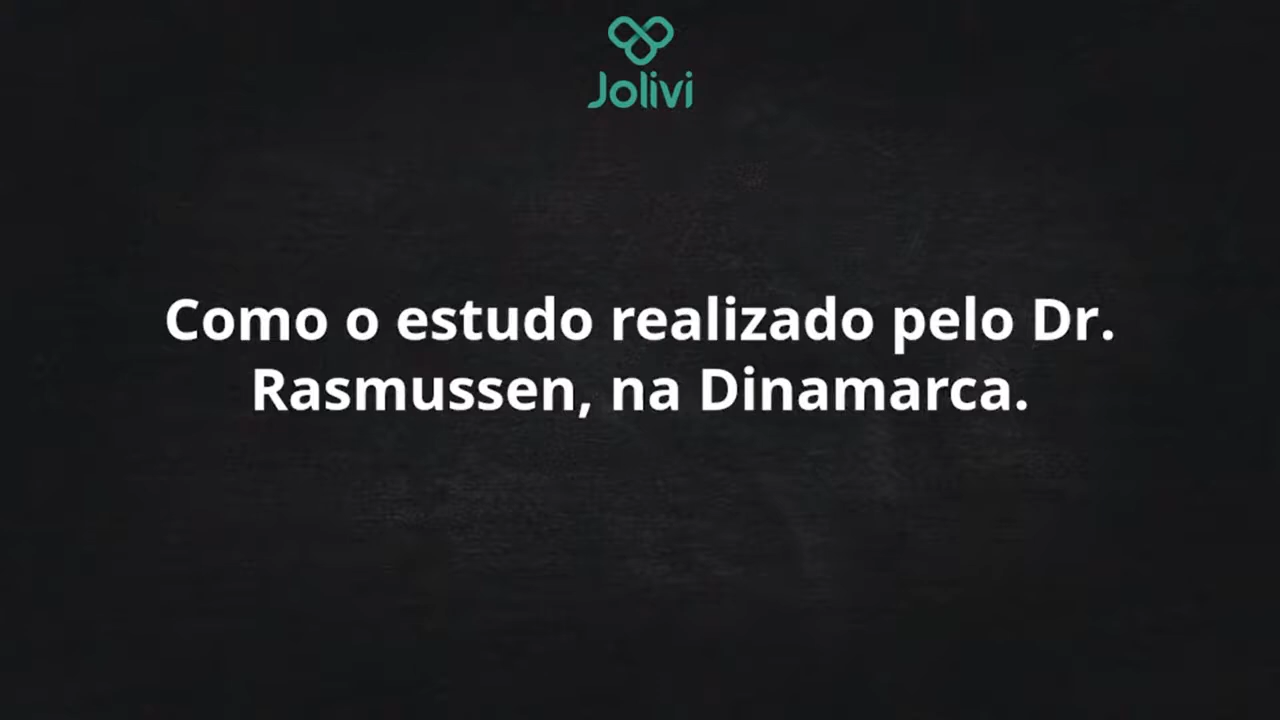 Jolivi
Como o estudo realizado pelo Dr.
Rasmussen, na Dinamarca.